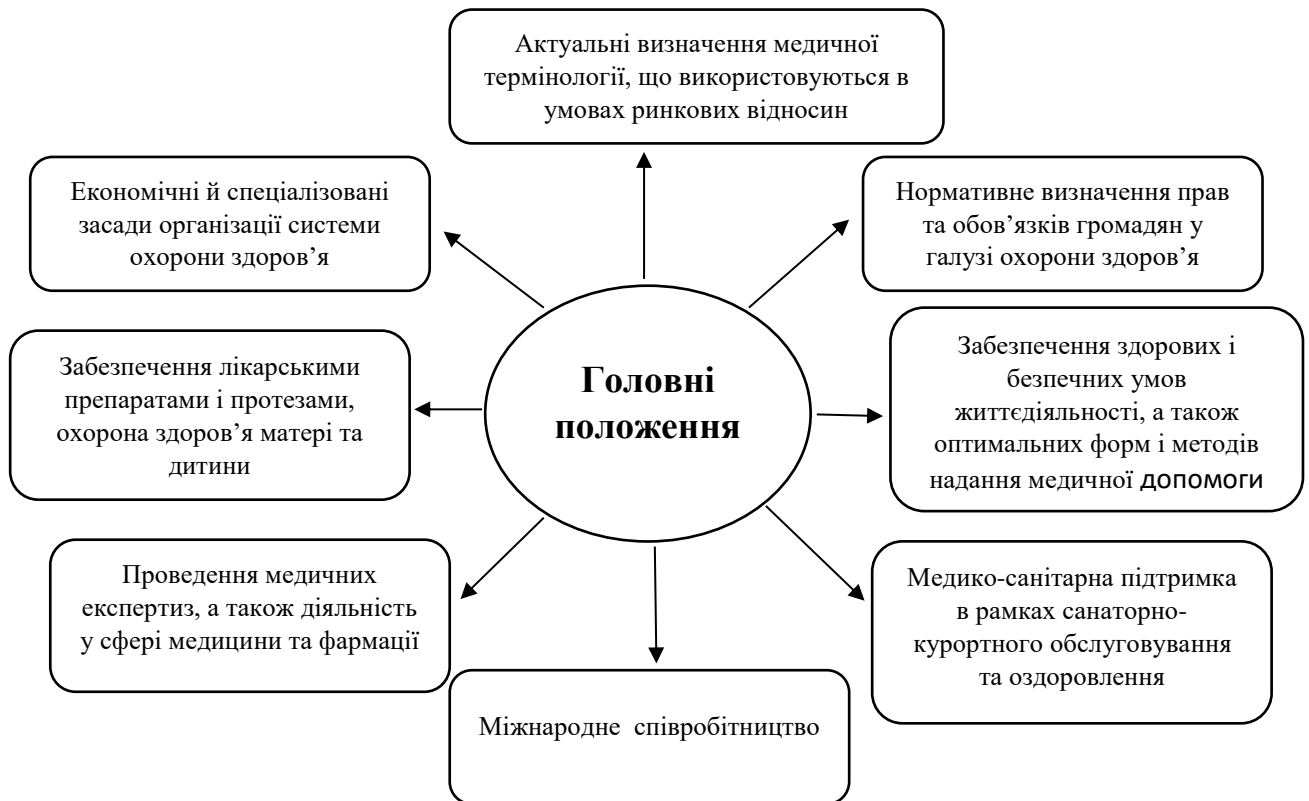 Актуальні визначення медичної
термінології, що використовуються в
умовах ринкових відносин
Економічні й спеціалізовані
засади організації системи
охорони здоров’я
Нормативне визначення прав
та обов’язків громадян у
галузі охорони здоров’я
Забезпечення лікарськими
препаратами і протезами,
охорона здоров’я матері та
дитини
Головні
положення
Забезпечення здорових і
безпечних умов
життєдіяльності, а також
оптимальних форм і методів
надання медичної допомоги
Проведення медичних
експертиз, а також діяльність
у сфері медицини та фармації
Медико-санітарна підтримка
в рамках санаторно-
курортного обслуговування
та оздоровлення
Міжнародне співробітництво